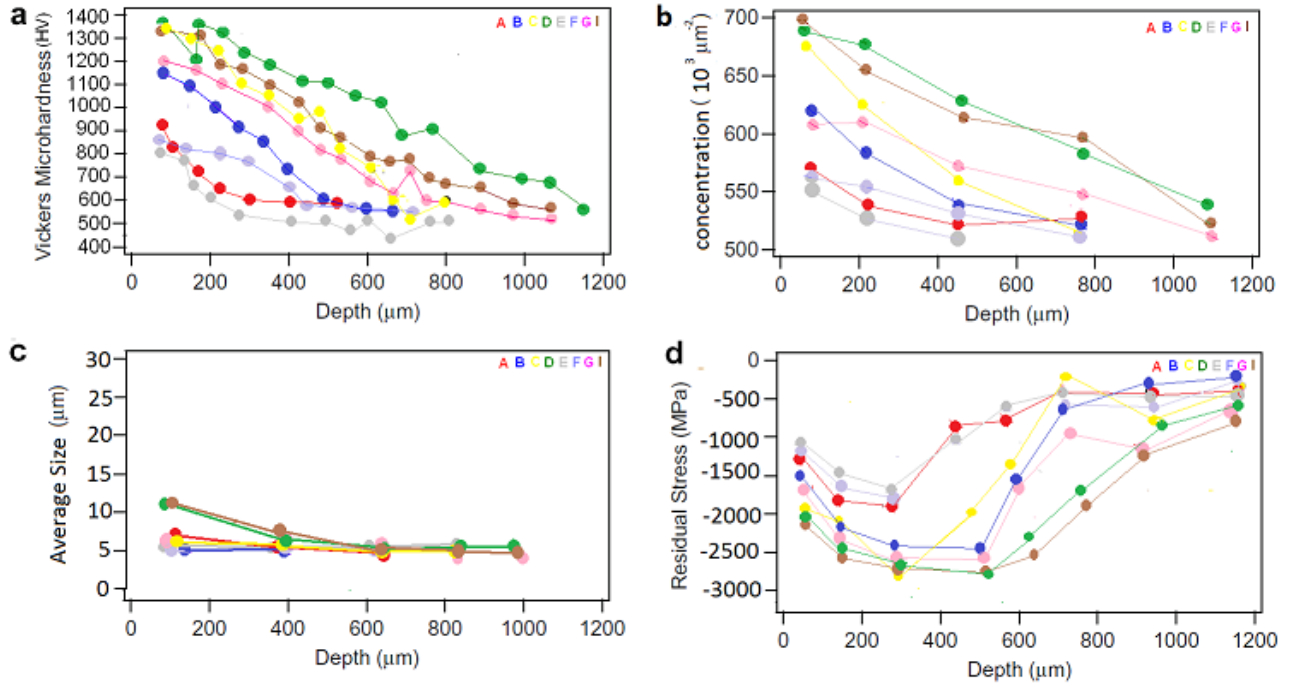 a
Vickers Microhardness (HV)
1400
1300
1200
1100
1000
900
800
700
600
500
400
A B C D E F G I
0 200 400 600 800 1000 1200
Depth (μm)
b
concentration ( 10³ μm⁻²)
700
650
600
550
500
A B C D E F G I
0 200 400 600 800 1000 1200
Depth (μm)
c
Average Size (μm)
30
25
20
15
10
5
0
A B C D E F G I
0 200 400 600 800 1000 1200
Depth (μm)
d
Residual Stress (MPa)
0
-500
-1000
-1500
-2000
-2500
-3000
A B C D E F G I
0 200 400 600 800 1000 1200
Depth (μm)